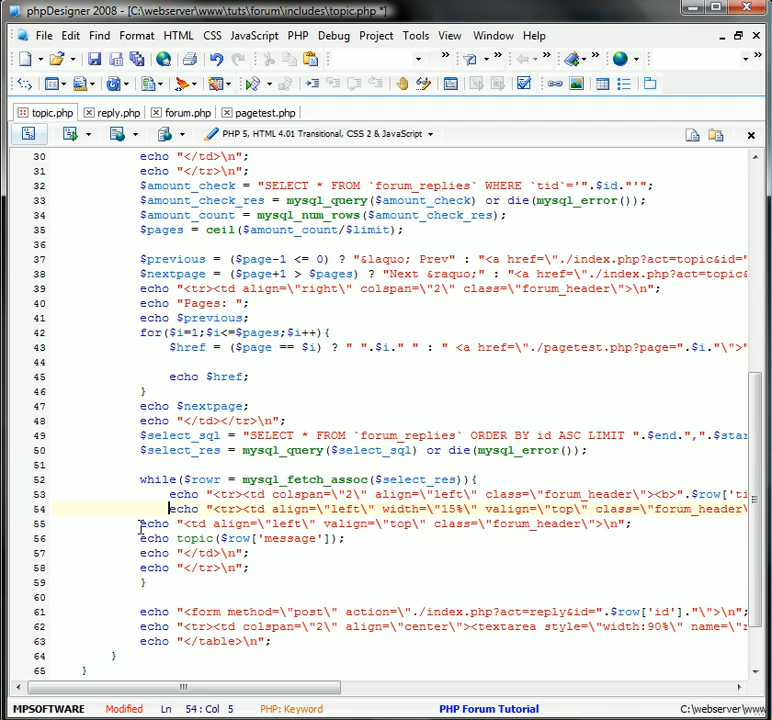 phpDesigner 2008 - [C:\webserver\www\tuts\forum\includes\topic.php *]
File Edit Find Format HTML CSS JavaScript PHP Debug Project Tools View Window Help
topic.php reply.php forum.php pagetest.php
PHP 5, HTML 4.01 Transitional, CSS 2 & JavaScript
30 echo "</td>\n";
31 echo "</tr>\n";
32 $amount_check = "SELECT * FROM `forum_replies` WHERE `tid`='".$id."'";
33 $amount_check_res = mysql_query($amount_check) or die(mysql_error());
34 $amount_count = mysql_num_rows($amount_check_res);
35 $pages = ceil($amount_count/$limit);
36
37 $previous = ($page-1 <= 0) ? "&laquo; Prev" : "<a href=\"./index.php?act=topic&id="
38 $nextpage = ($page+1 > $pages) ? "Next &raquo;" : "<a href=\"./index.php?act=topic&
39 echo "<tr><td align=\"right\" colspan=\"2\" class=\"forum_header\">\n";
40 echo "Pages: ";
41 echo $previous;
42 for($i=1;$i<=$pages;$i++){
43 $href = ($page == $i) ? " ".$i." " : " <a href=\"./pagetest.php?page=".$i."\">"
44
45 echo $href;
46 }
47 echo $nextpage;
48 echo "</td></tr>\n";
49 $select_sql = "SELECT * FROM `forum_replies` ORDER BY id ASC LIMIT ".$end.",".$star
50 $select_res = mysql_query($select_sql) or die(mysql_error());
51
52 while($rowr = mysql_fetch_assoc($select_res)){
53 echo "<tr><td colspan=\"2\" align=\"left\" class=\"forum_header\"><b>".$row['ti
54 echo "<tr><td align=\"left\" width=\"15%\" valign=\"top\" class=\"forum_header\
55 echo "<td align=\"left\" valign=\"top\" class=\"forum_header\">\n";
56 echo topic($row['message']);
57 echo "</td>\n";
58 echo "</tr>\n";
59 }
60
61 echo "<form method=\"post\" action=\"./index.php?act=reply&id=".$row['id']."\">\n";
62 echo "<tr><td colspan=\"2\" align=\"center\"><textarea style=\"width:90%\" name=\"r
63 echo "</table>\n";
64 }
65 }
MPSOFTWARE Modified Ln 54 : Col 5 PHP: Keyword PHP Forum Tutorial C:\webserver\www